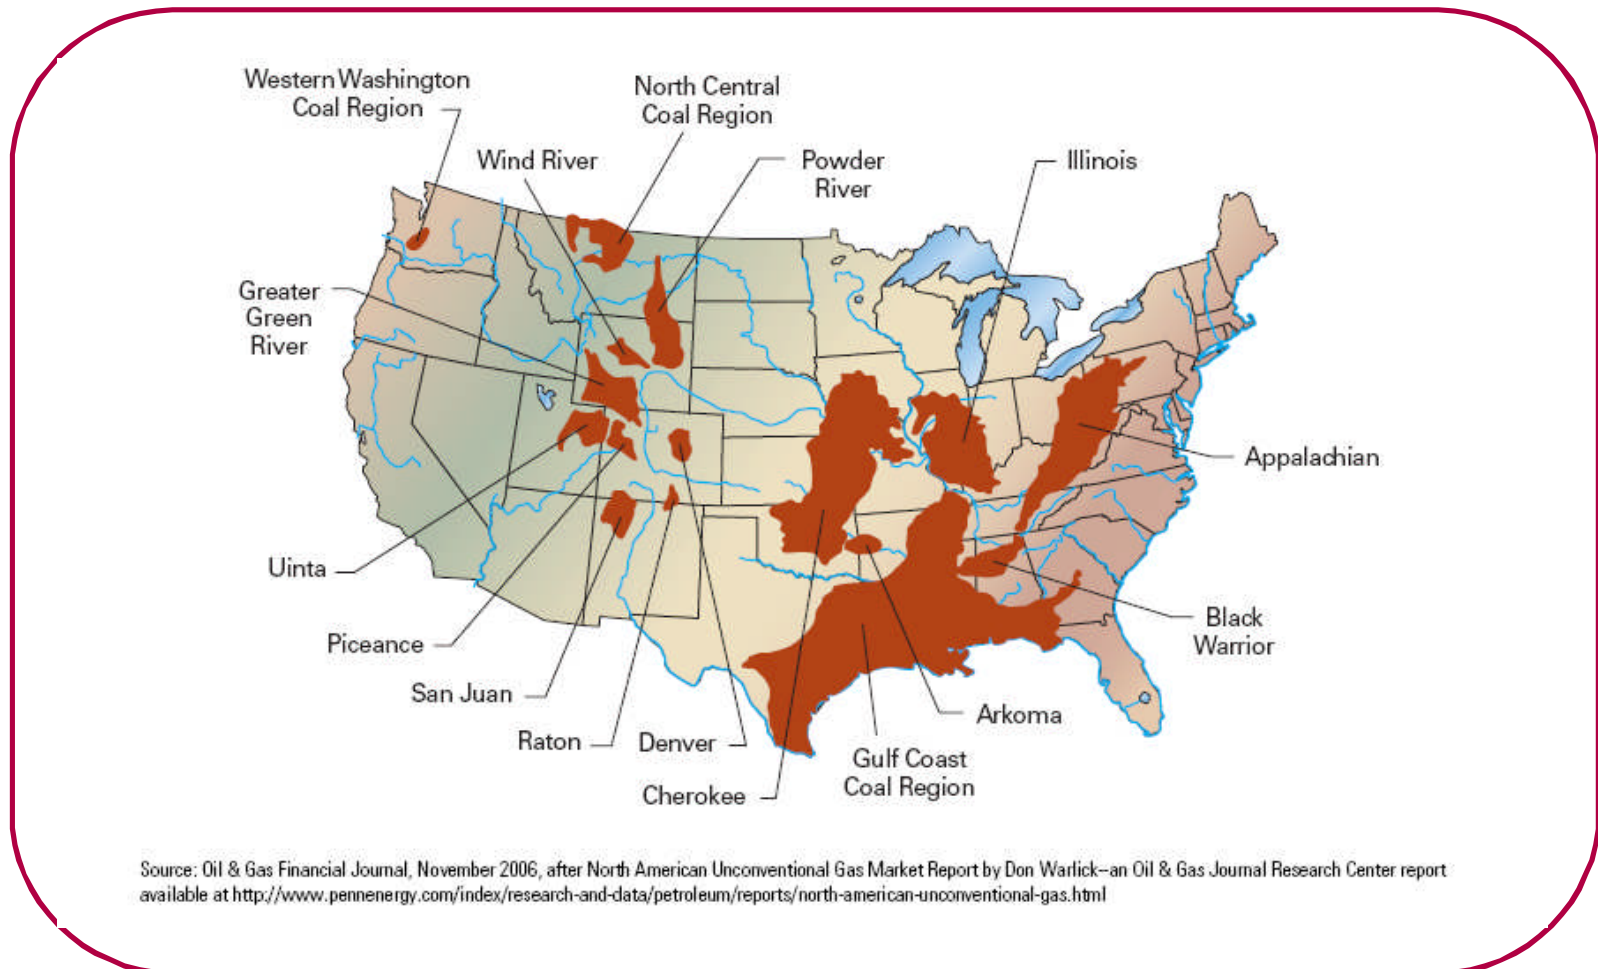 Western Washington
Coal Region
North Central
Coal Region
Wind River
Powder
River
Illinois
Greater
Green
River
Appalachian
Uinta
Black
Warrior
Piceance
San Juan
Arkoma
Raton
Denver
Gulf Coast
Coal Region
Cherokee
Source: Oil & Gas Financial Journal, November 2006, after North American Unconventional Gas Market Report by Don Warlick--an Oil & Gas Journal Research Center report
available at http://www.pennenergy.com/index/research-and-data/petroleum/reports/north-american-unconventional-gas.html